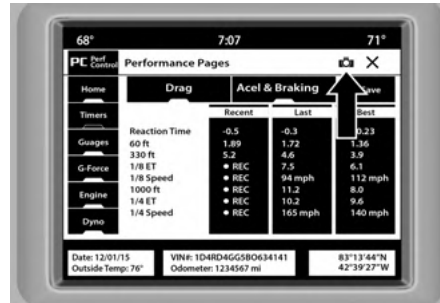 68° 7:07 71°
PC Perf Control Performance Pages
Home Drag Acel & Braking
Timers Recent Last Best
Reaction Time -0.5 -0.3 0.23
Guages 60 ft 1.89 1.72 1.36
330 ft 5.2 4.6 3.9
G-Force 1/8 ET • REC 7.5 6.1
1/8 Speed • REC 94 mph 112 mph
Engine 1000 ft • REC 11.2 8.0
1/4 ET • REC 10.2 9.6
Dyno 1/4 Speed • REC 165 mph 140 mph
Date: 12/01/15 VIN#: 1D4RD4GG5BO634141 83°13'44"N
Outside Temp: 76° Odometer: 1234567 mi 42°39'27"W